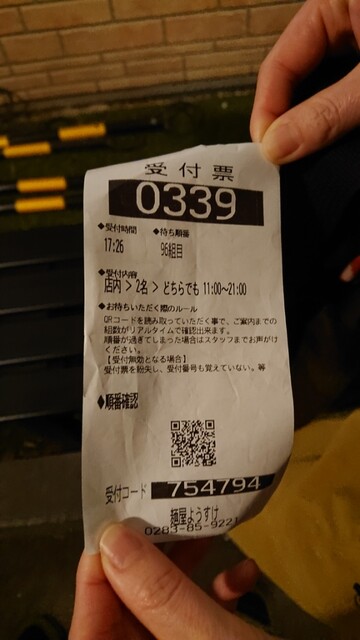 受付票
0339
◆受付時間 ◆待ち順番
17:26 96組目
◆受付内容
店内 > 2名 > どちらでも 11:00~21:00
◆お待ちいただく際のルール
QRコードを読み取っていただく事で、ご案内までの
組数がリアルタイムで確認出来ます。
順番が過ぎてしまった場合はスタッフまでお声がけ
ください。
【受付無効となる場合】
受付票を紛失し、受付番号も覚えていない。等
◆順番確認
受付コード 754794
麺屋ようすけ
0283-85-9221